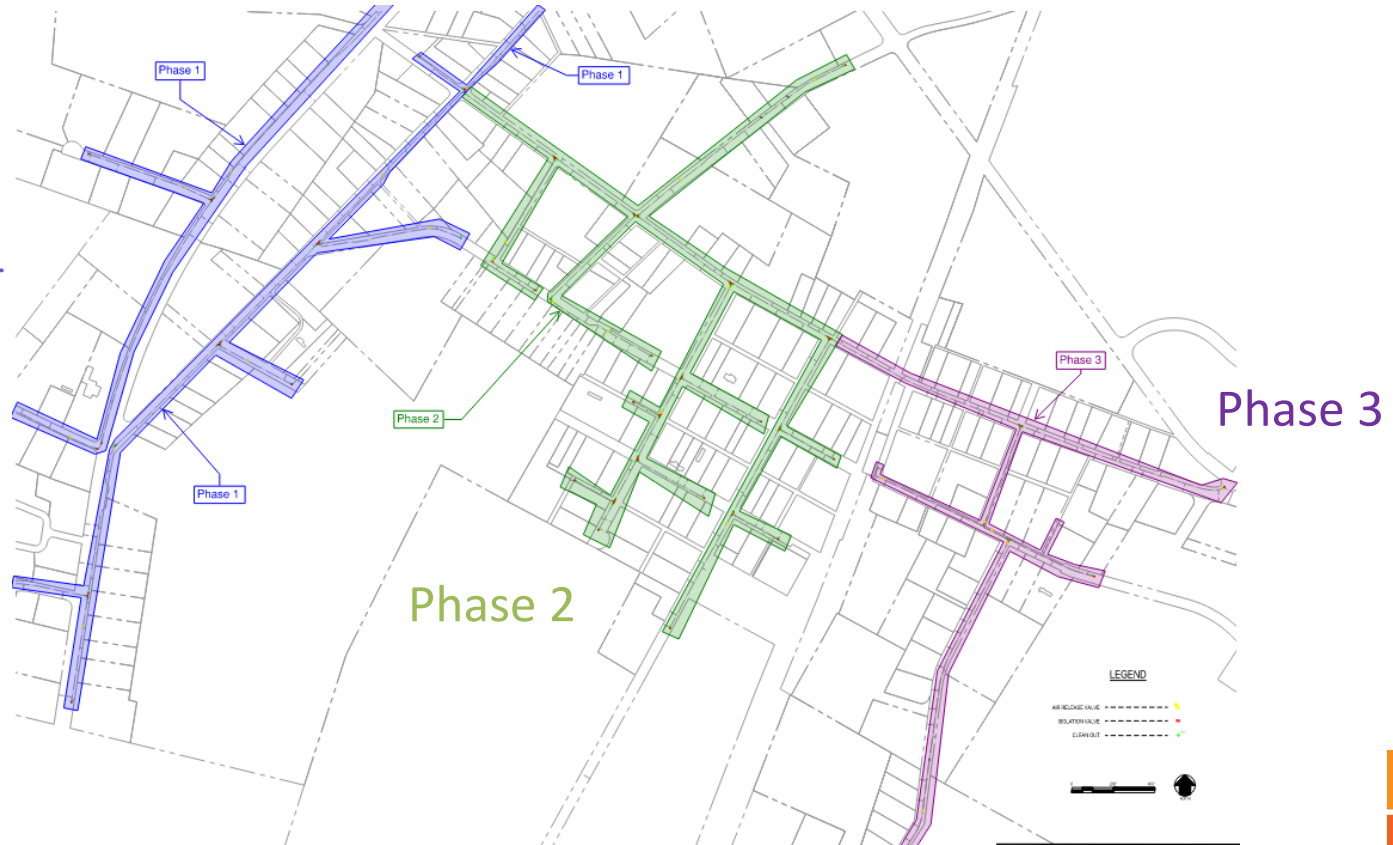 Phase 1
Phase 1
Phase 3
Phase 3
Phase 2
Phase 1
Phase 2
LEGEND
AIR RELEASE VALVE
ISOLATION VALVE
CLEAN OUT
NORTH